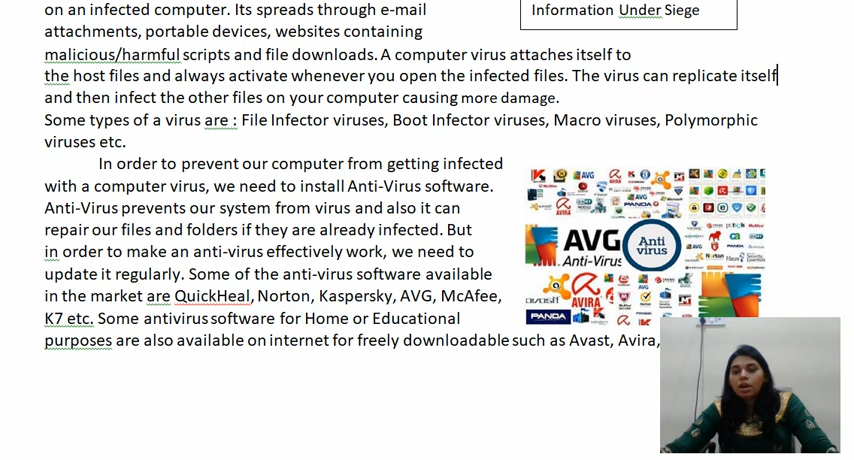 on an infected computer. Its spreads through e-mail
Information Under Siege
attachments, portable devices, websites containing
malicious/harmful scripts and file downloads. A computer virus attaches itself to
the host files and always activate whenever you open the infected files. The virus can replicate itself
and then infect the other files on your computer causing more damage.
Some types of a virus are : File Infector viruses, Boot Infector viruses, Macro viruses, Polymorphic
viruses etc.
In order to prevent our computer from getting infected
with a computer virus, we need to install Anti-Virus software.
Anti-Virus prevents our system from virus and also it can
repair our files and folders if they are already infected. But
in order to make an anti-virus effectively work, we need to
update it regularly. Some of the anti-virus software available
in the market are QuickHeal, Norton, Kaspersky, AVG, McAfee,
K7 etc. Some antivirus software for Home or Educational
purposes are also available on internet for freely downloadable such as Avast, Avira,
AVG
AVIRA
PANDA
AVG
Anti-Virus
Anti
virus
Norton
avast!
AVIRA
PANDA